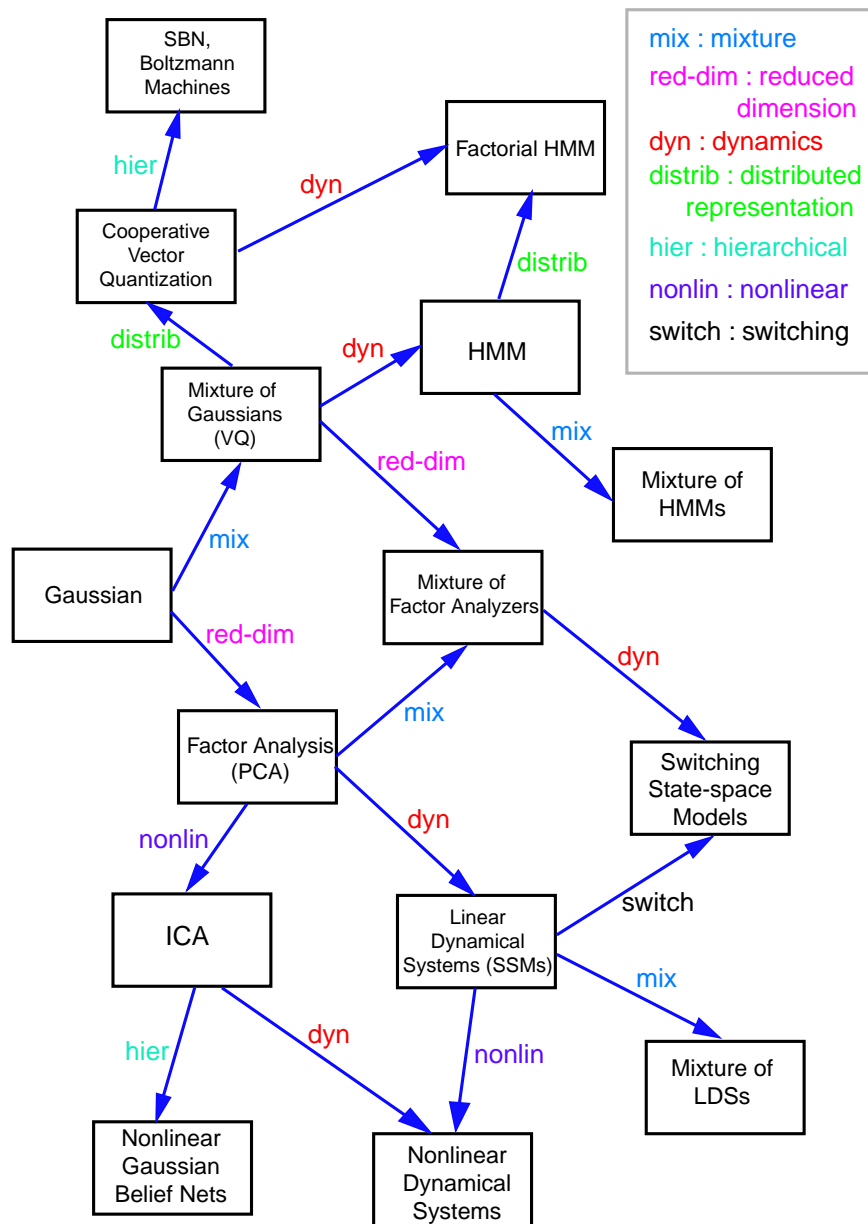 SBN,
Boltzmann
Machines
mix : mixture
red-dim : reduced
dimension
dyn : dynamics
distrib : distributed
representation
hier : hierarchical
nonlin : nonlinear
switch : switching
hier
dyn
Factorial HMM
Cooperative
Vector
Quantization
distrib
distrib
dyn
HMM
Mixture of
Gaussians
(VQ)
mix
red-dim
Mixture of
HMMs
mix
Gaussian
Mixture of
Factor Analyzers
red-dim
dyn
mix
Factor Analysis
(PCA)
Switching
State-space
Models
nonlin
dyn
ICA
Linear
Dynamical
Systems (SSMs)
switch
mix
hier
dyn
nonlin
Mixture of
LDSs
Nonlinear
Gaussian
Belief Nets
Nonlinear
Dynamical
Systems